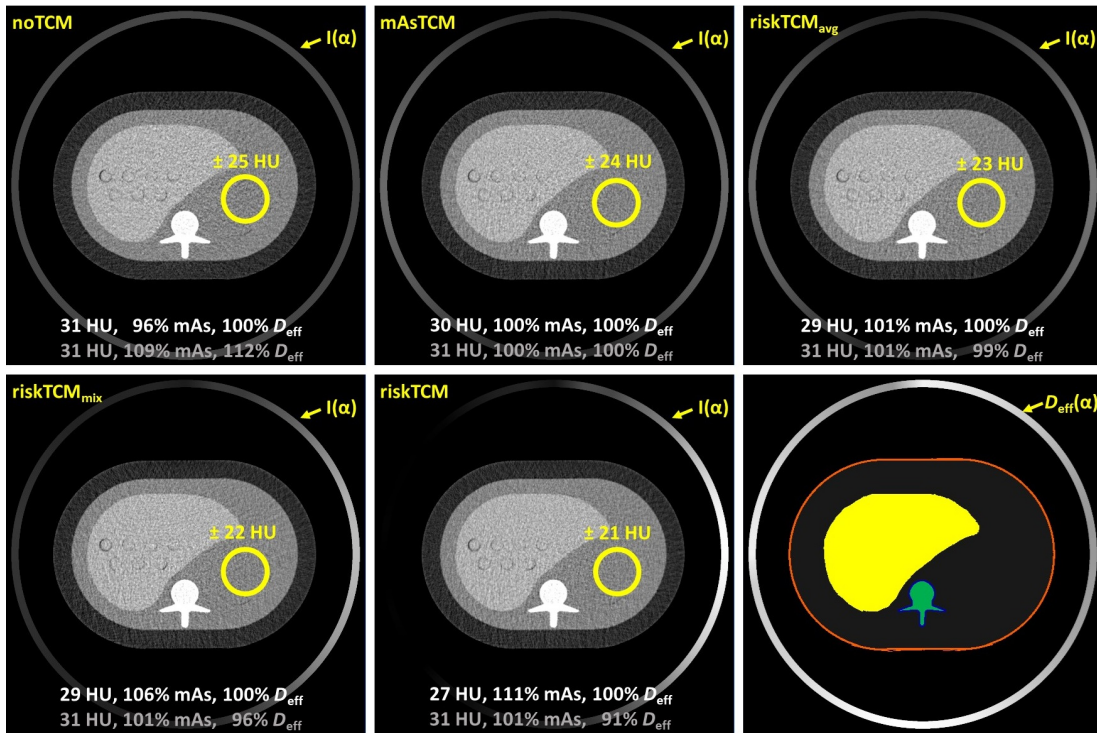 noTCM
I(α)
± 25 HU
31 HU, 96% mAs, 100% Deff
31 HU, 109% mAs, 112% Deff
mAsTCM
I(α)
± 24 HU
30 HU, 100% mAs, 100% Deff
31 HU, 100% mAs, 100% Deff
riskTCMavg
I(α)
± 23 HU
29 HU, 101% mAs, 100% Deff
31 HU, 101% mAs, 99% Deff
riskTCMmix
I(α)
± 22 HU
29 HU, 106% mAs, 100% Deff
31 HU, 101% mAs, 96% Deff
riskTCM
I(α)
± 21 HU
27 HU, 111% mAs, 100% Deff
31 HU, 101% mAs, 91% Deff
Deff(α)